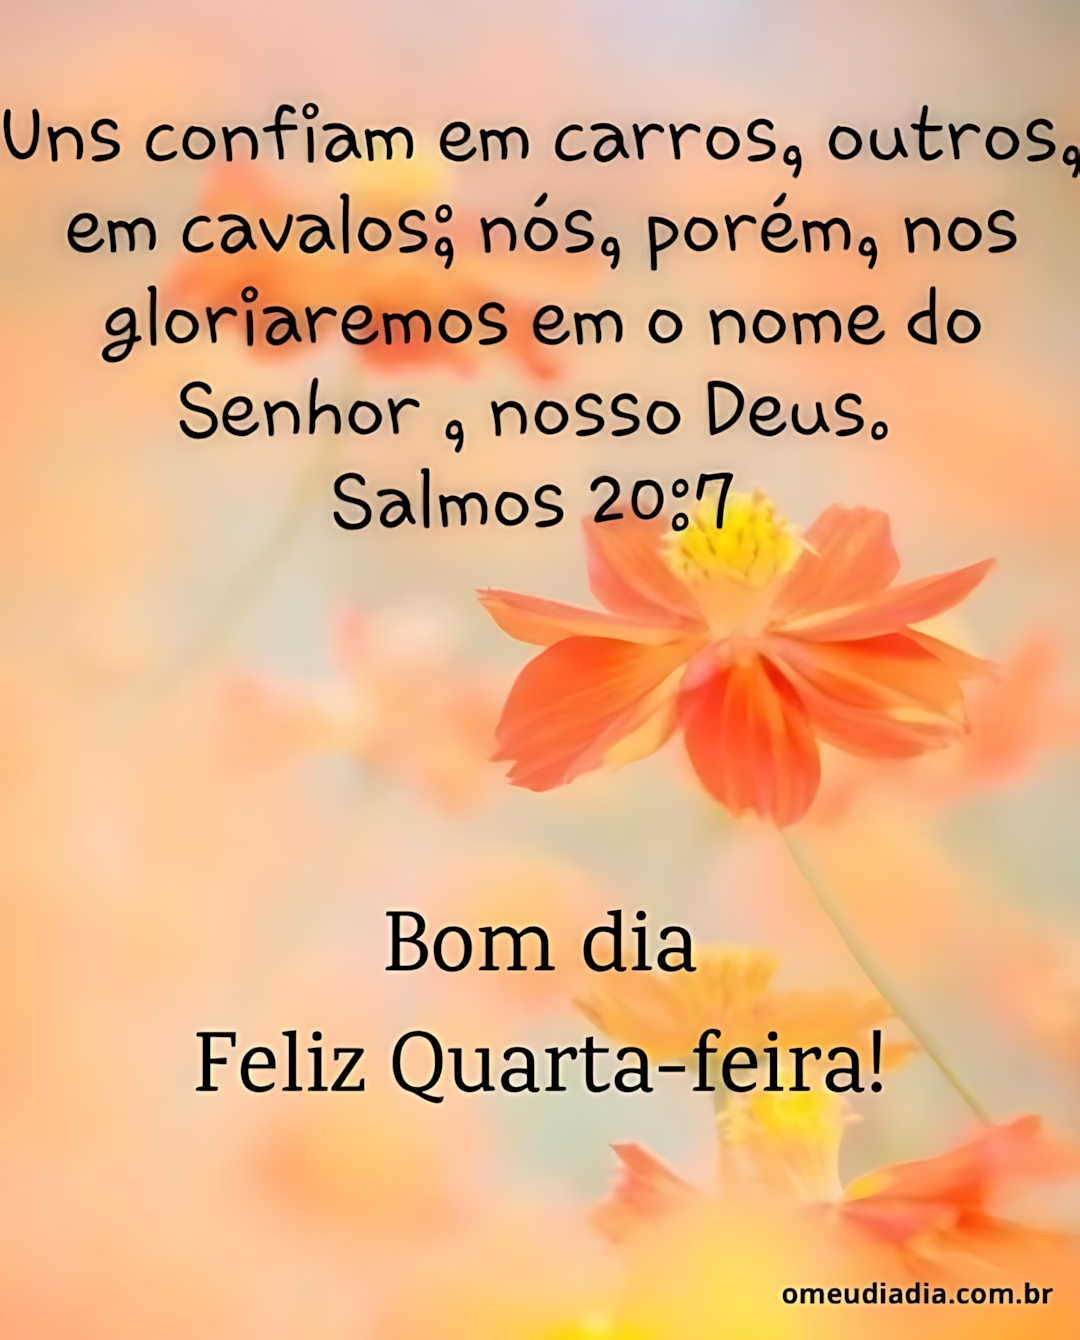 Uns confiam em carros, outros,
em cavalos; nós, porém, nos
gloriaremos em o nome do
Senhor , nosso Deus.
Salmos 20:7
Bom dia
Feliz Quarta-feira!
omeudiadia.com.br